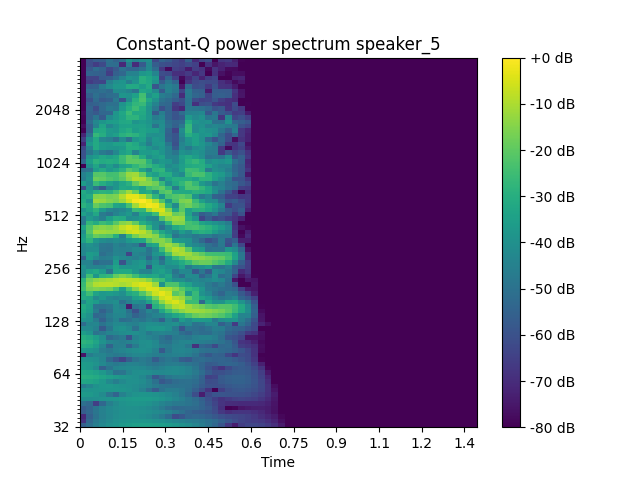 Constant-Q power spectrum speaker_5
Hz
2048
1024
512
256
128
64
32
0 0.15 0.3 0.45 0.6 0.75 0.9 1.1 1.2 1.4
Time
+0 dB
-10 dB
-20 dB
-30 dB
-40 dB
-50 dB
-60 dB
-70 dB
-80 dB